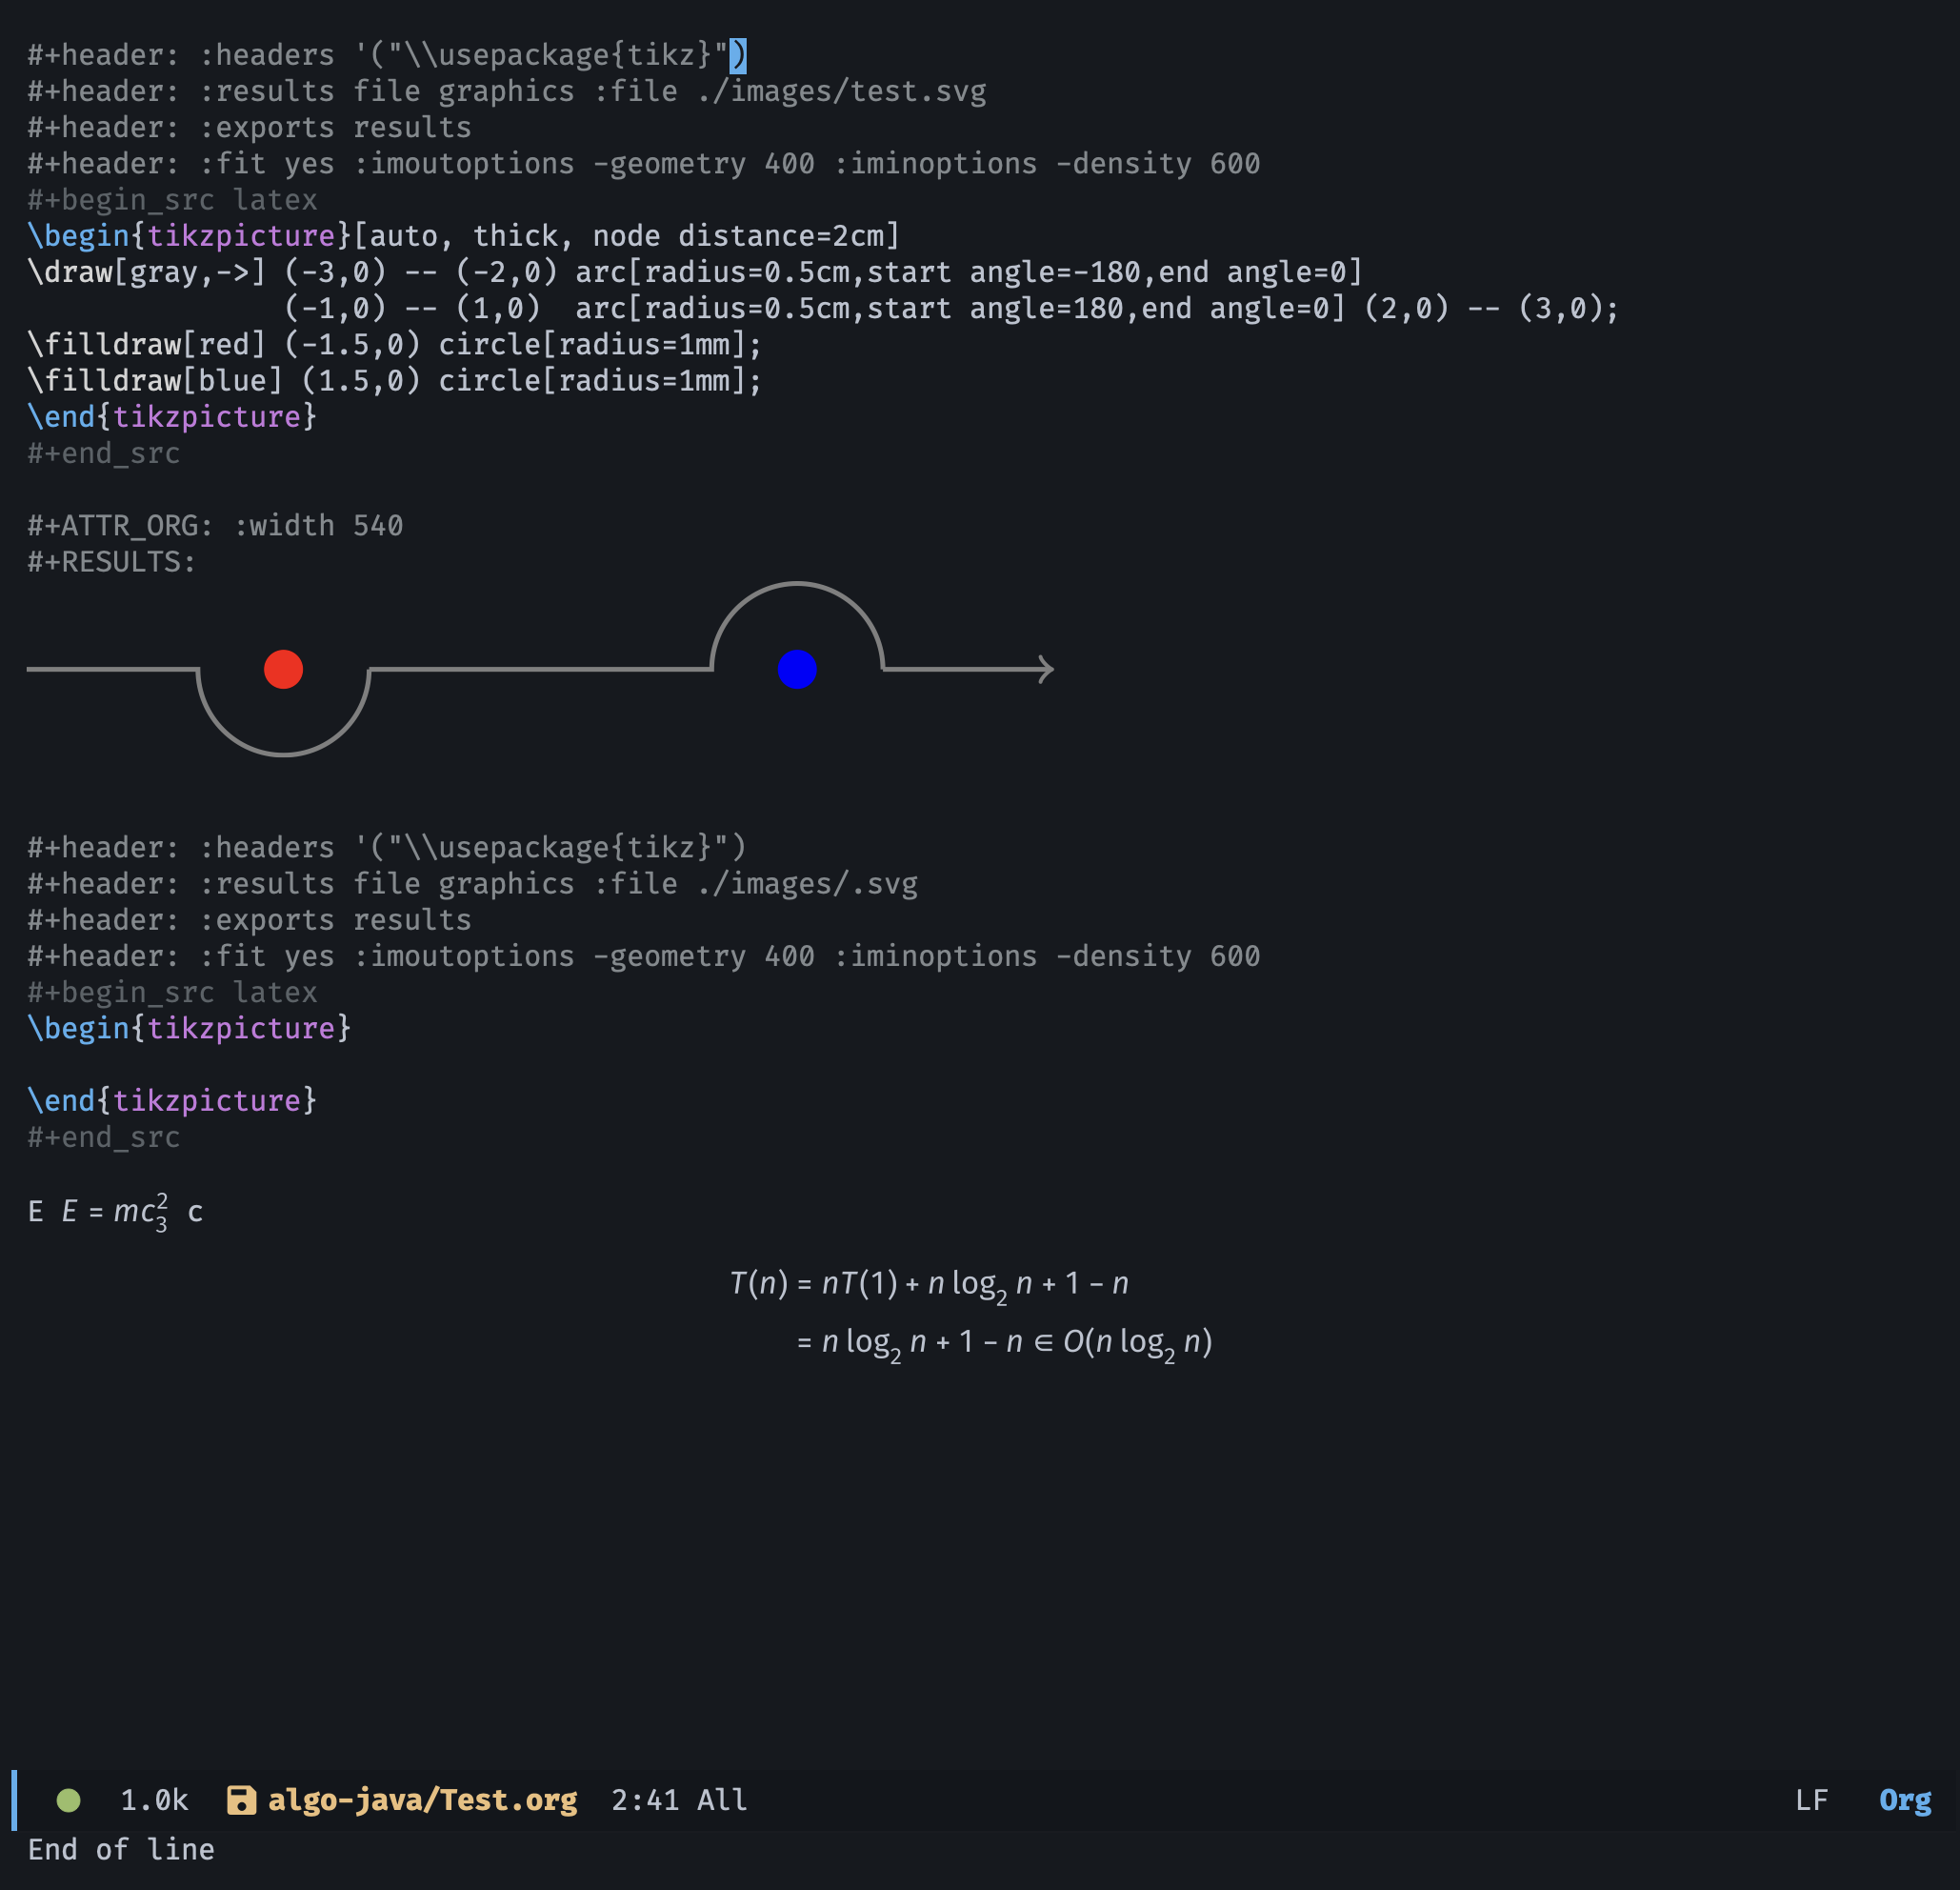 #+header: :headers '("\\usepackage{tikz}")
#+header: :results file graphics :file ./images/test.svg
#+header: :exports results
#+header: :fit yes :imoutoptions -geometry 400 :iminoptions -density 600
#+begin_src latex
\begin{tikzpicture}[auto, thick, node distance=2cm]
\draw[gray,->] (-3,0) -- (-2,0) arc[radius=0.5cm,start angle=-180,end angle=0]
               (-1,0) -- (1,0)  arc[radius=0.5cm,start angle=180,end angle=0] (2,0) -- (3,0);
\filldraw[red] (-1.5,0) circle[radius=1mm];
\filldraw[blue] (1.5,0) circle[radius=1mm];
\end{tikzpicture}
#+end_src
#+ATTR_ORG: :width 540
#+RESULTS:
#+header: :headers '("\\usepackage{tikz}")
#+header: :results file graphics :file ./images/.svg
#+header: :exports results
#+header: :fit yes :imoutoptions -geometry 400 :iminoptions -density 600
#+begin_src latex
\begin{tikzpicture}
\end{tikzpicture}
#+end_src
E E = mc₃² c
T(n) = nT(1) + n log₂ n + 1 − n
= n log₂ n + 1 − n ∈ O(n log₂ n)
1.0k algo-java/Test.org 2:41 All LF Org
End of line